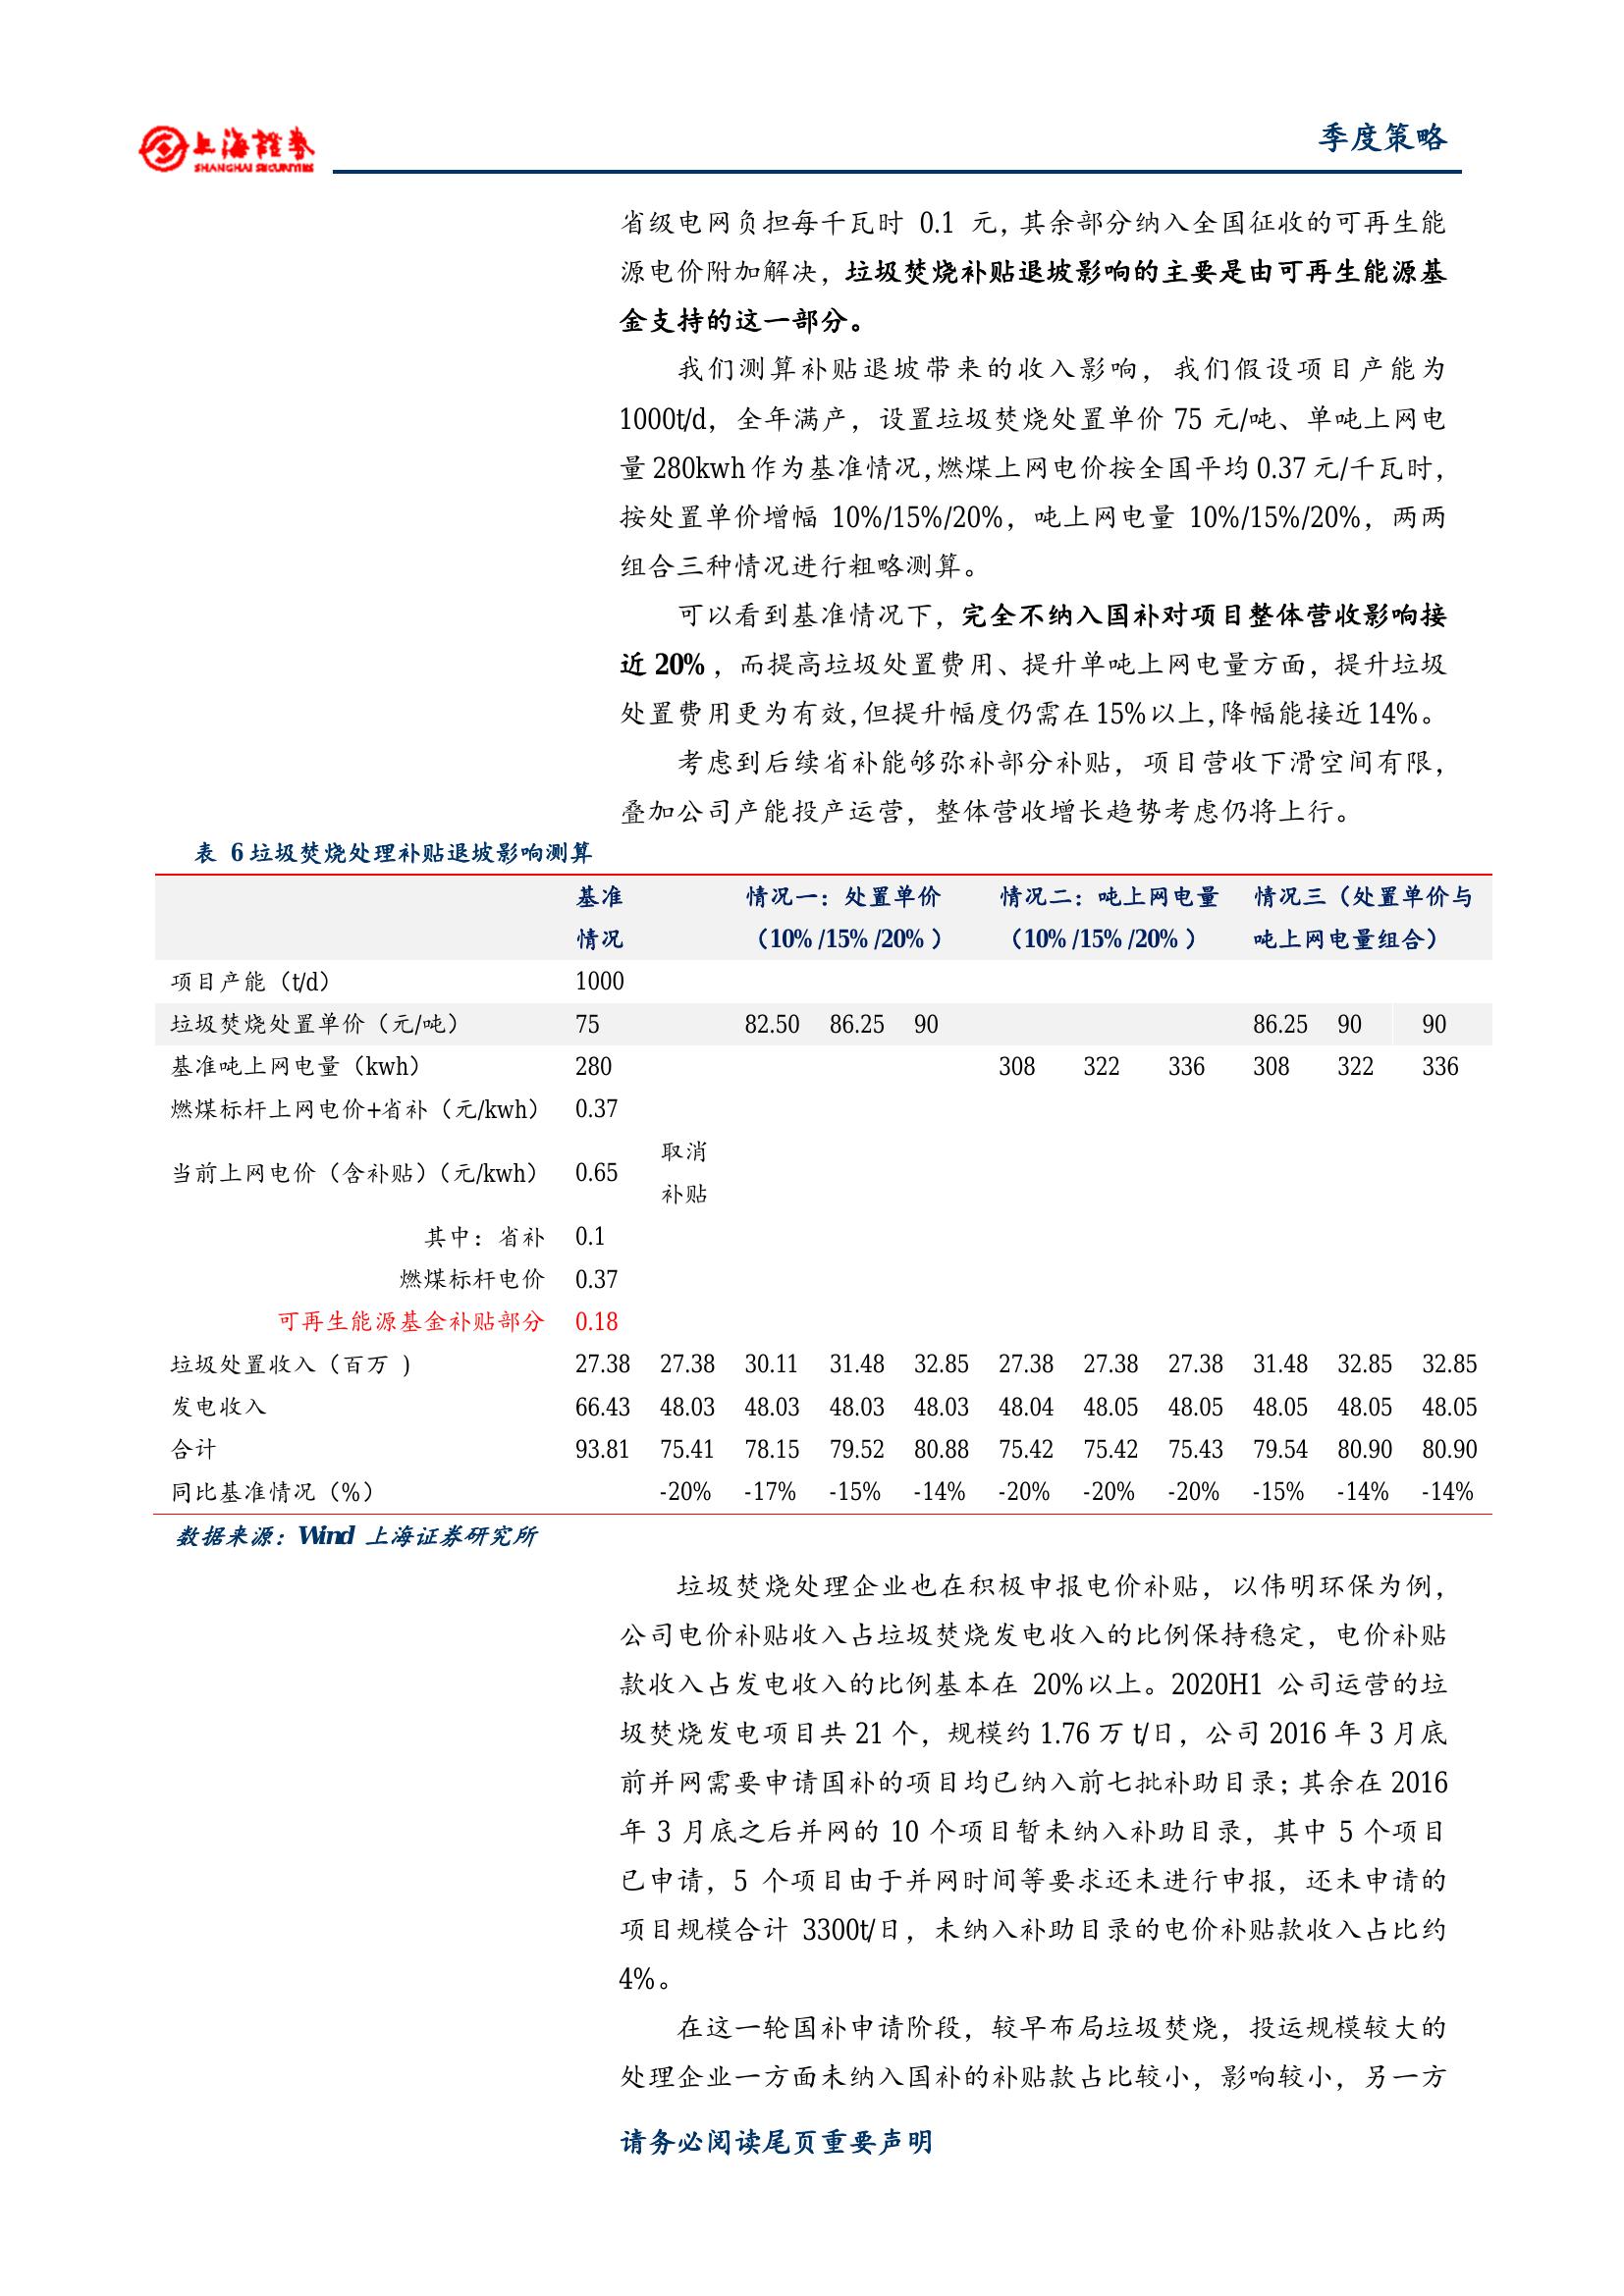 上海證券
SHANGHAI SECURITIES
季度策略
省级电网负担每千瓦时 0.1 元，其余部分纳入全国征收的可再生能
源电价附加解决，垃圾焚烧补贴退坡影响的主要是由可再生能源基
金支持的这一部分。
我们测算补贴退坡带来的收入影响，我们假设项目产能为
1000t/d，全年满产，设置垃圾焚烧处置单价 75 元/吨、单吨上网电
量 280kwh 作为基准情况，燃煤上网电价按全国平均 0.37 元/千瓦时，
按处置单价增幅 10%/15%/20%，吨上网电量 10%/15%/20%，两两
组合三种情况进行粗略测算。
可以看到基准情况下，完全不纳入国补对项目整体营收影响接
近 20%，而提高垃圾处置费用、提升单吨上网电量方面，提升垃圾
处置费用更为有效，但提升幅度仍需在 15%以上，降幅能接近 14%。
考虑到后续省补能够弥补部分补贴，项目营收下滑空间有限，
叠加公司产能投产运营，整体营收增长趋势考虑仍将上行。
表 6 垃圾焚烧处理补贴退坡影响测算
基准 情况一：处置单价 情况二：吨上网电量 情况三（处置单价与
情况 （10%/15%/20%） （10%/15%/20%） 吨上网电量组合）
项目产能（t/d） 1000
垃圾焚烧处置单价（元/吨） 75 82.50 86.25 90 86.25 90 90
基准吨上网电量（kwh） 280 308 322 336 308 322 336
燃煤标杆上网电价+省补（元/kwh） 0.37
当前上网电价（含补贴）（元/kwh） 0.65 取消
补贴
其中：省补 0.1
燃煤标杆电价 0.37
可再生能源基金补贴部分 0.18
垃圾处置收入（百万 ） 27.38 27.38 30.11 31.48 32.85 27.38 27.38 27.38 31.48 32.85 32.85
发电收入 66.43 48.03 48.03 48.03 48.03 48.04 48.05 48.05 48.05 48.05 48.05
合计 93.81 75.41 78.15 79.52 80.88 75.42 75.42 75.43 79.54 80.90 80.90
同比基准情况（%） -20% -17% -15% -14% -20% -20% -20% -15% -14% -14%
数据来源：Wind 上海证券研究所
垃圾焚烧处理企业也在积极申报电价补贴，以伟明环保为例，
公司电价补贴收入占垃圾焚烧发电收入的比例保持稳定，电价补贴
款收入占发电收入的比例基本在 20%以上。2020H1 公司运营的垃
圾焚烧发电项目共 21 个，规模约 1.76 万 t/日，公司 2016 年 3 月底
前并网需要申请国补的项目均已纳入前七批补助目录；其余在 2016
年 3 月底之后并网的 10 个项目暂未纳入补助目录，其中 5 个项目
已申请，5 个项目由于并网时间等要求还未进行申报，还未申请的
项目规模合计 3300t/日，未纳入补助目录的电价补贴款收入占比约
4%。
在这一轮国补申请阶段，较早布局垃圾焚烧，投运规模较大的
处理企业一方面未纳入国补的补贴款占比较小，影响较小，另一方
请务必阅读尾页重要声明